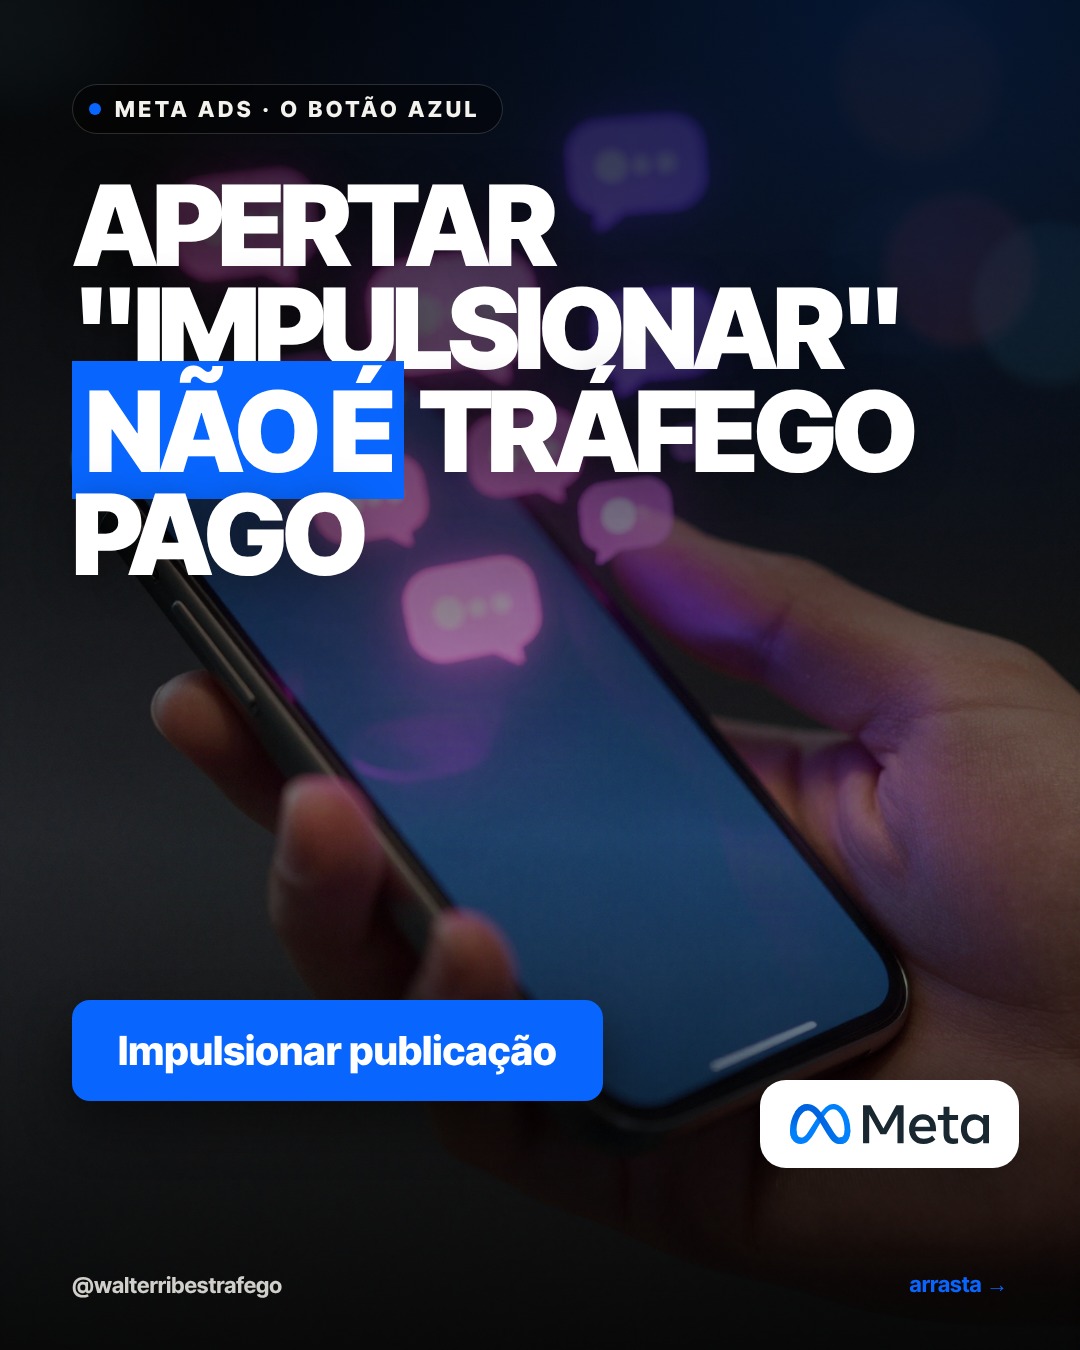 META ADS · O BOTÃO AZUL
APERTAR
"IMPULSIONAR"
NÃO É TRÁFEGO
PAGO
Impulsionar publicação
Meta
@walterribestrafego
arrasta →